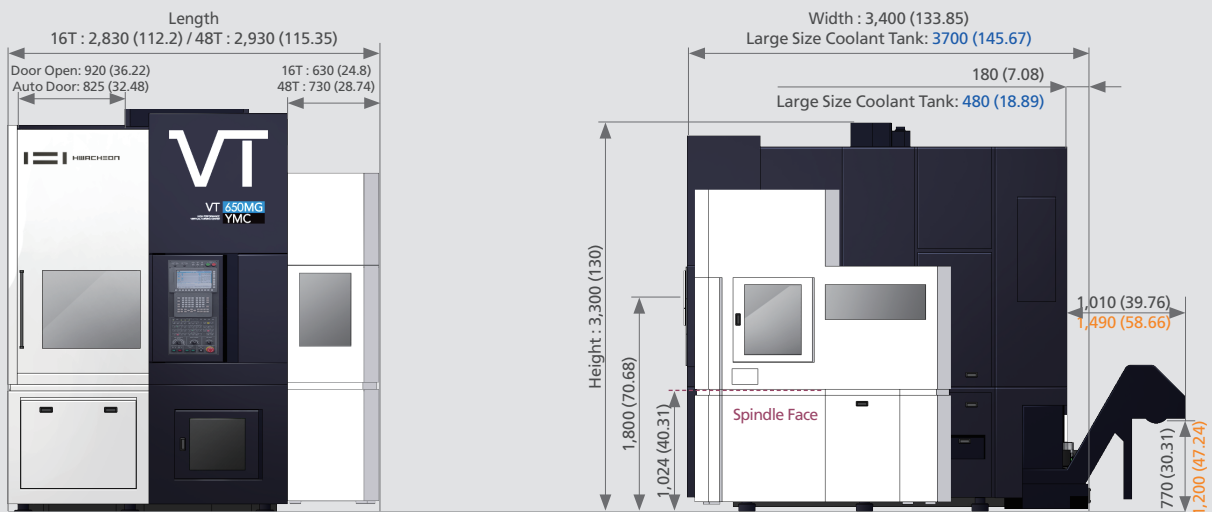 Length
16T : 2,830 (112.2) / 48T : 2,930 (115.35)
Door Open: 920 (36.22)
Auto Door: 825 (32.48)
16T : 630 (24.8)
48T : 730 (28.74)
HWACHEON
VT
VT 650MG
YMC
Width : 3,400 (133.85)
Large Size Coolant Tank: 3700 (145.67)
180 (7.08)
Large Size Coolant Tank: 480 (18.89)
Height : 3,300 (130)
1,800 (70.68)
1,024 (40.31)
Spindle Face
1,010 (39.76)
1,490 (58.66)
770 (30.31)
1,200 (47.24)